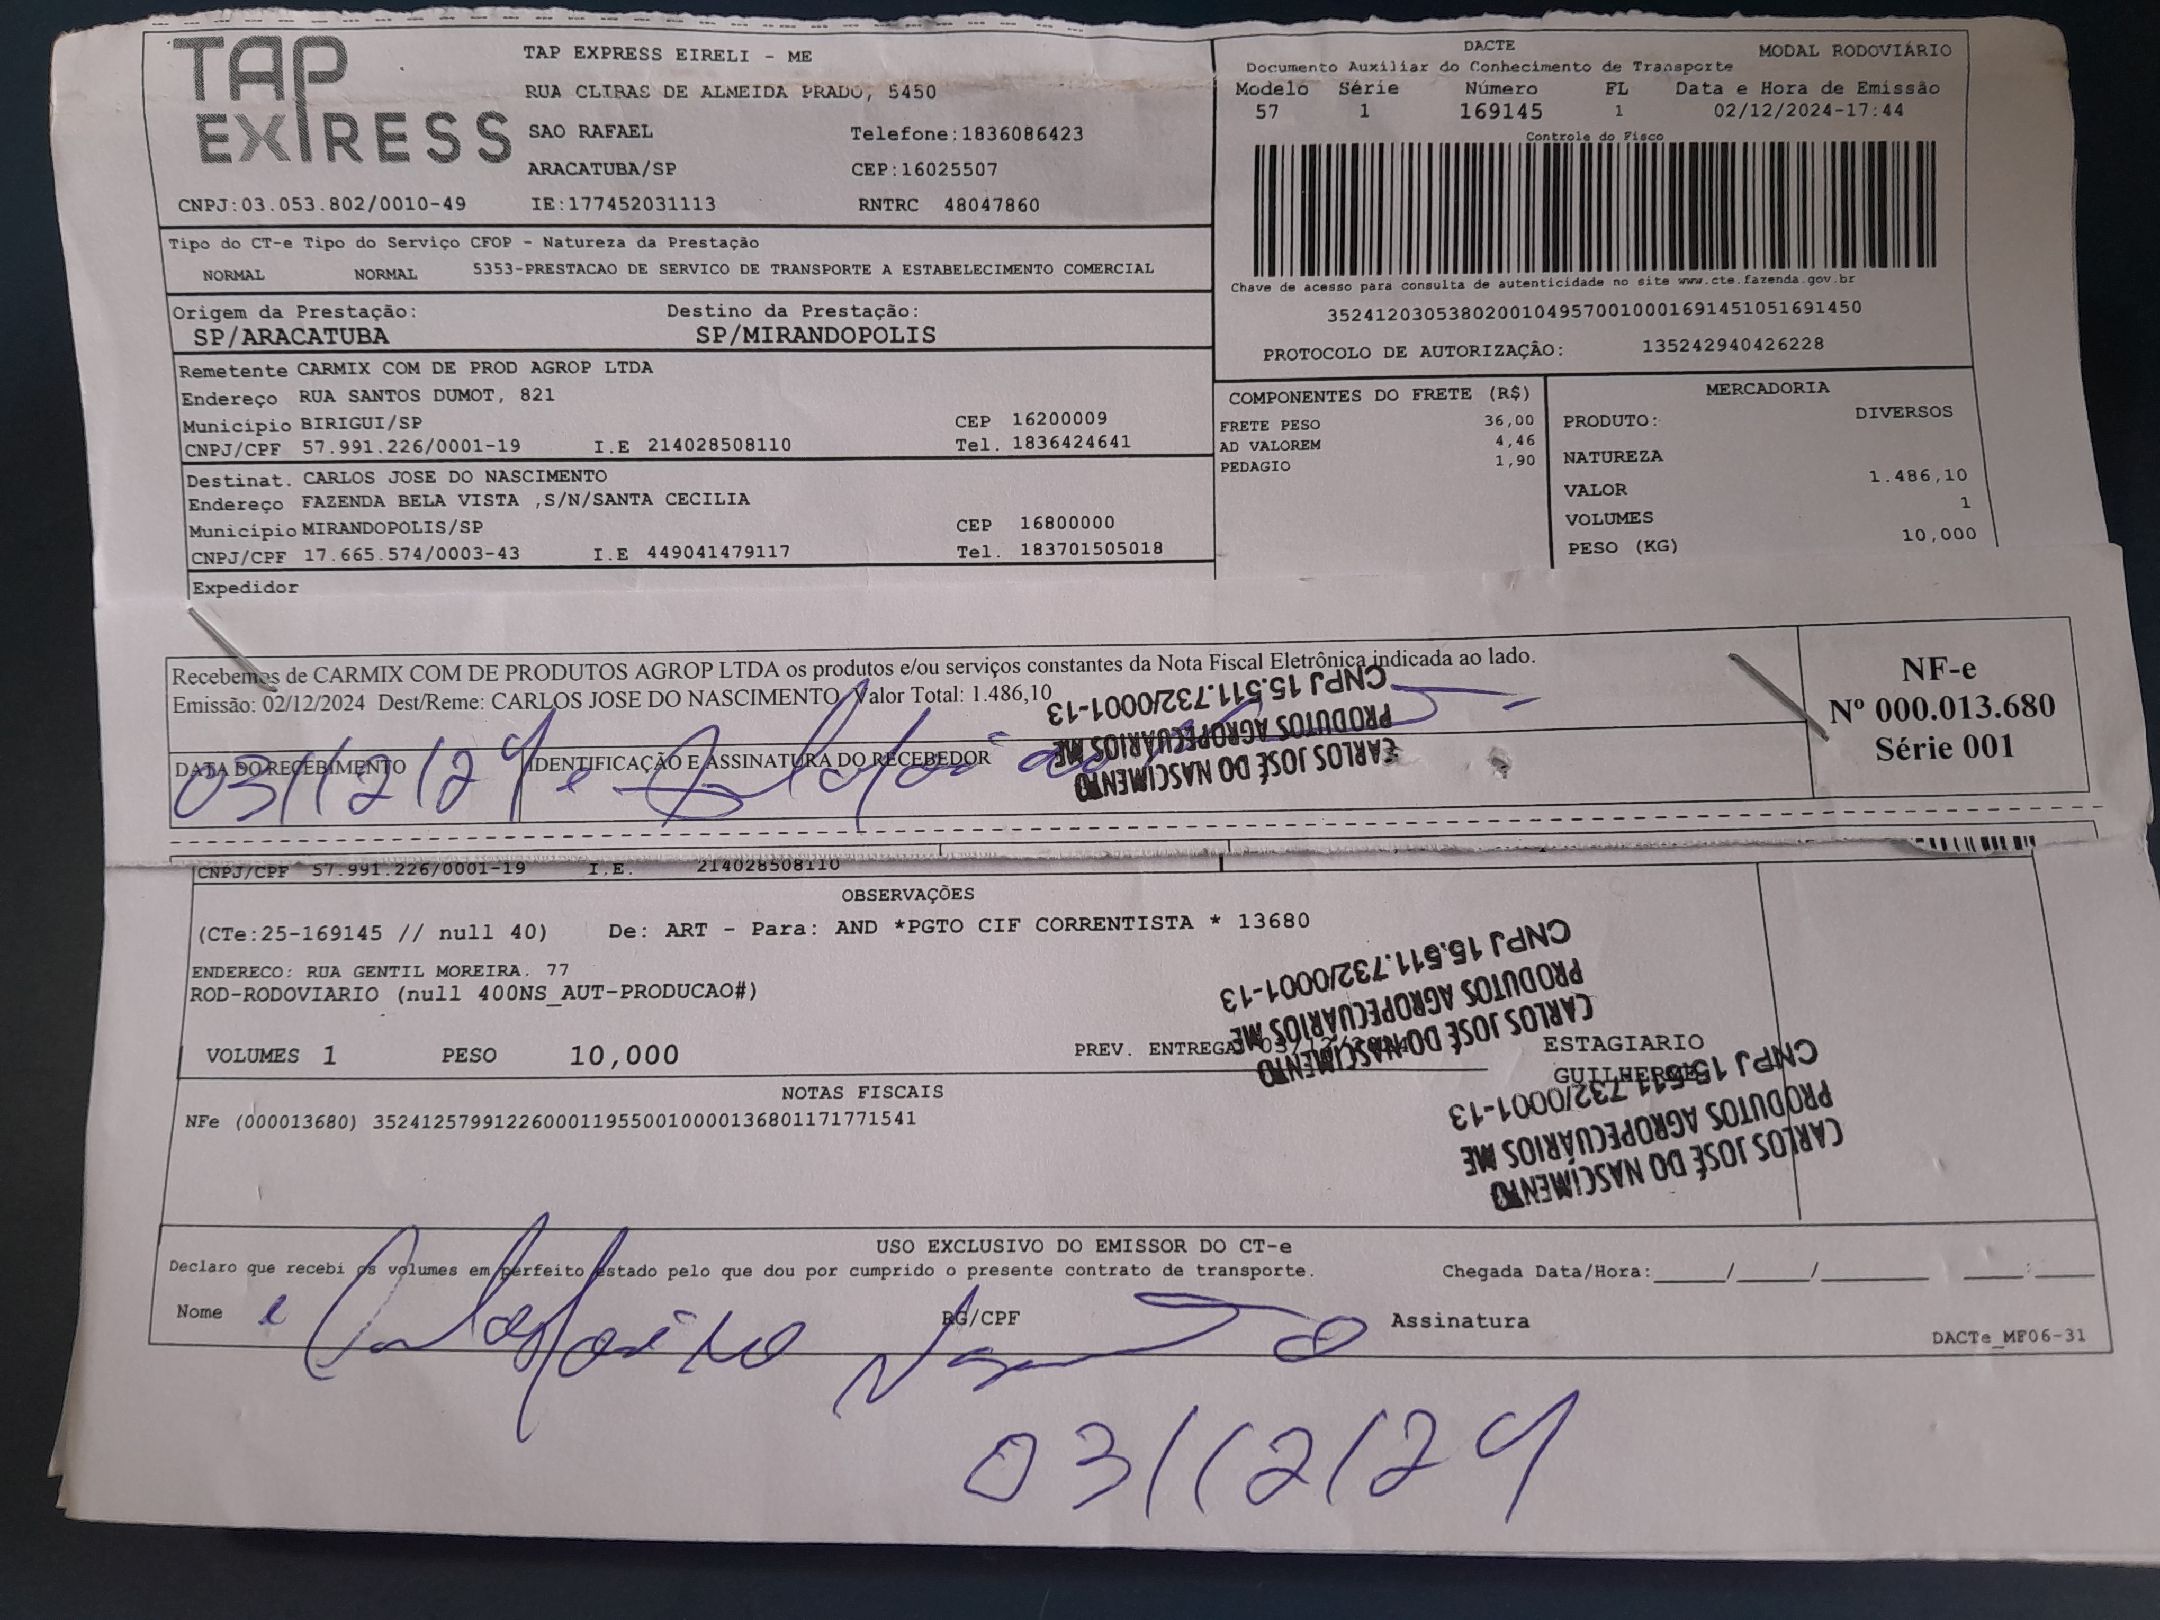 TAP EXPRESS
TAP EXPRESS EIRELI - ME
RUA CLIBAS DE ALMEIDA PRADO, 5450
SAO RAFAEL Telefone:1836086423
ARACATUBA/SP CEP:16025507
CNPJ:03.053.802/0010-49 IE:177452031113 RNTRC 48047860
DACTE MODAL RODOVIÁRIO
Documento Auxiliar do Conhecimento de Transporte
Modelo Série Número FL Data e Hora de Emissão
57 1 169145 1 02/12/2024-17:44
Controle do Fisco
Chave de acesso para consulta de autenticidade no site www.cte.fazenda.gov.br
35241203053802001049570010001691451051691450
PROTOCOLO DE AUTORIZAÇÃO: 135242940426228
Tipo do CT-e Tipo do Serviço CFOP - Natureza da Prestação
NORMAL NORMAL 5353-PRESTACAO DE SERVICO DE TRANSPORTE A ESTABELECIMENTO COMERCIAL
Origem da Prestação: Destino da Prestação:
SP/ARACATUBA SP/MIRANDOPOLIS
Remetente CARMIX COM DE PROD AGROP LTDA
Endereço RUA SANTOS DUMOT, 821
Município BIRIGUI/SP CEP 16200009
CNPJ/CPF 57.991.226/0001-19 I.E 214028508110 Tel. 1836424641
Destinat. CARLOS JOSE DO NASCIMENTO
Endereço FAZENDA BELA VISTA ,S/N/SANTA CECILIA
Município MIRANDOPOLIS/SP CEP 16800000
CNPJ/CPF 17.665.574/0003-43 I.E 449041479117 Tel. 183701505018
Expedidor
COMPONENTES DO FRETE (R$)
FRETE PESO 36,00
AD VALOREM 4,46
PEDAGIO 1,90
MERCADORIA
PRODUTO: DIVERSOS
NATUREZA
VALOR 1.486,10
VOLUMES 1
PESO (KG) 10,000
Recebemos de CARMIX COM DE PRODUTOS AGROP LTDA os produtos e/ou serviços constantes da Nota Fiscal Eletrônica indicada ao lado.
Emissão: 02/12/2024 Dest/Reme: CARLOS JOSE DO NASCIMENTO Valor Total: 1.486,10
DATA DO RECEBIMENTO IDENTIFICAÇÃO E ASSINATURA DO RECEBEDOR
03/12/24
NF-e
Nº 000.013.680
Série 001
CARLOS JOSÉ DO NASCIMENTO
PRODUTOS AGROPECUÁRIOS ME
CNPJ 15.511.732/0001-13
CNPJ/CPF 57.991.226/0001-19 I.E. 214028508110
OBSERVAÇÕES
(CTe:25-169145 // null 40) De: ART - Para: AND *PGTO CIF CORRENTISTA * 13680
ENDERECO: RUA GENTIL MOREIRA. 77
ROD-RODOVIARIO (null 400NS_AUT-PRODUCAO#)
VOLUMES 1 PESO 10,000 PREV. ENTREGA
ESTAGIARIO
GUILHERME
CARLOS JOSÉ DO NASCIMENTO
PRODUTOS AGROPECUÁRIOS ME
CNPJ 15.511.732/0001-13
CARLOS JOSÉ DO NASCIMENTO
PRODUTOS AGROPECUÁRIOS ME
CNPJ 15.511.732/0001-13
NOTAS FISCAIS
NFe (000013680) 35241257991226000119550010000136801171771541
USO EXCLUSIVO DO EMISSOR DO CT-e
Declaro que recebi os volumes em perfeito estado pelo que dou por cumprido o presente contrato de transporte. Chegada Data/Hora:_____/_____/_______ ____:____
Nome RG/CPF Assinatura
DACTe_MF06-31
03/12/24